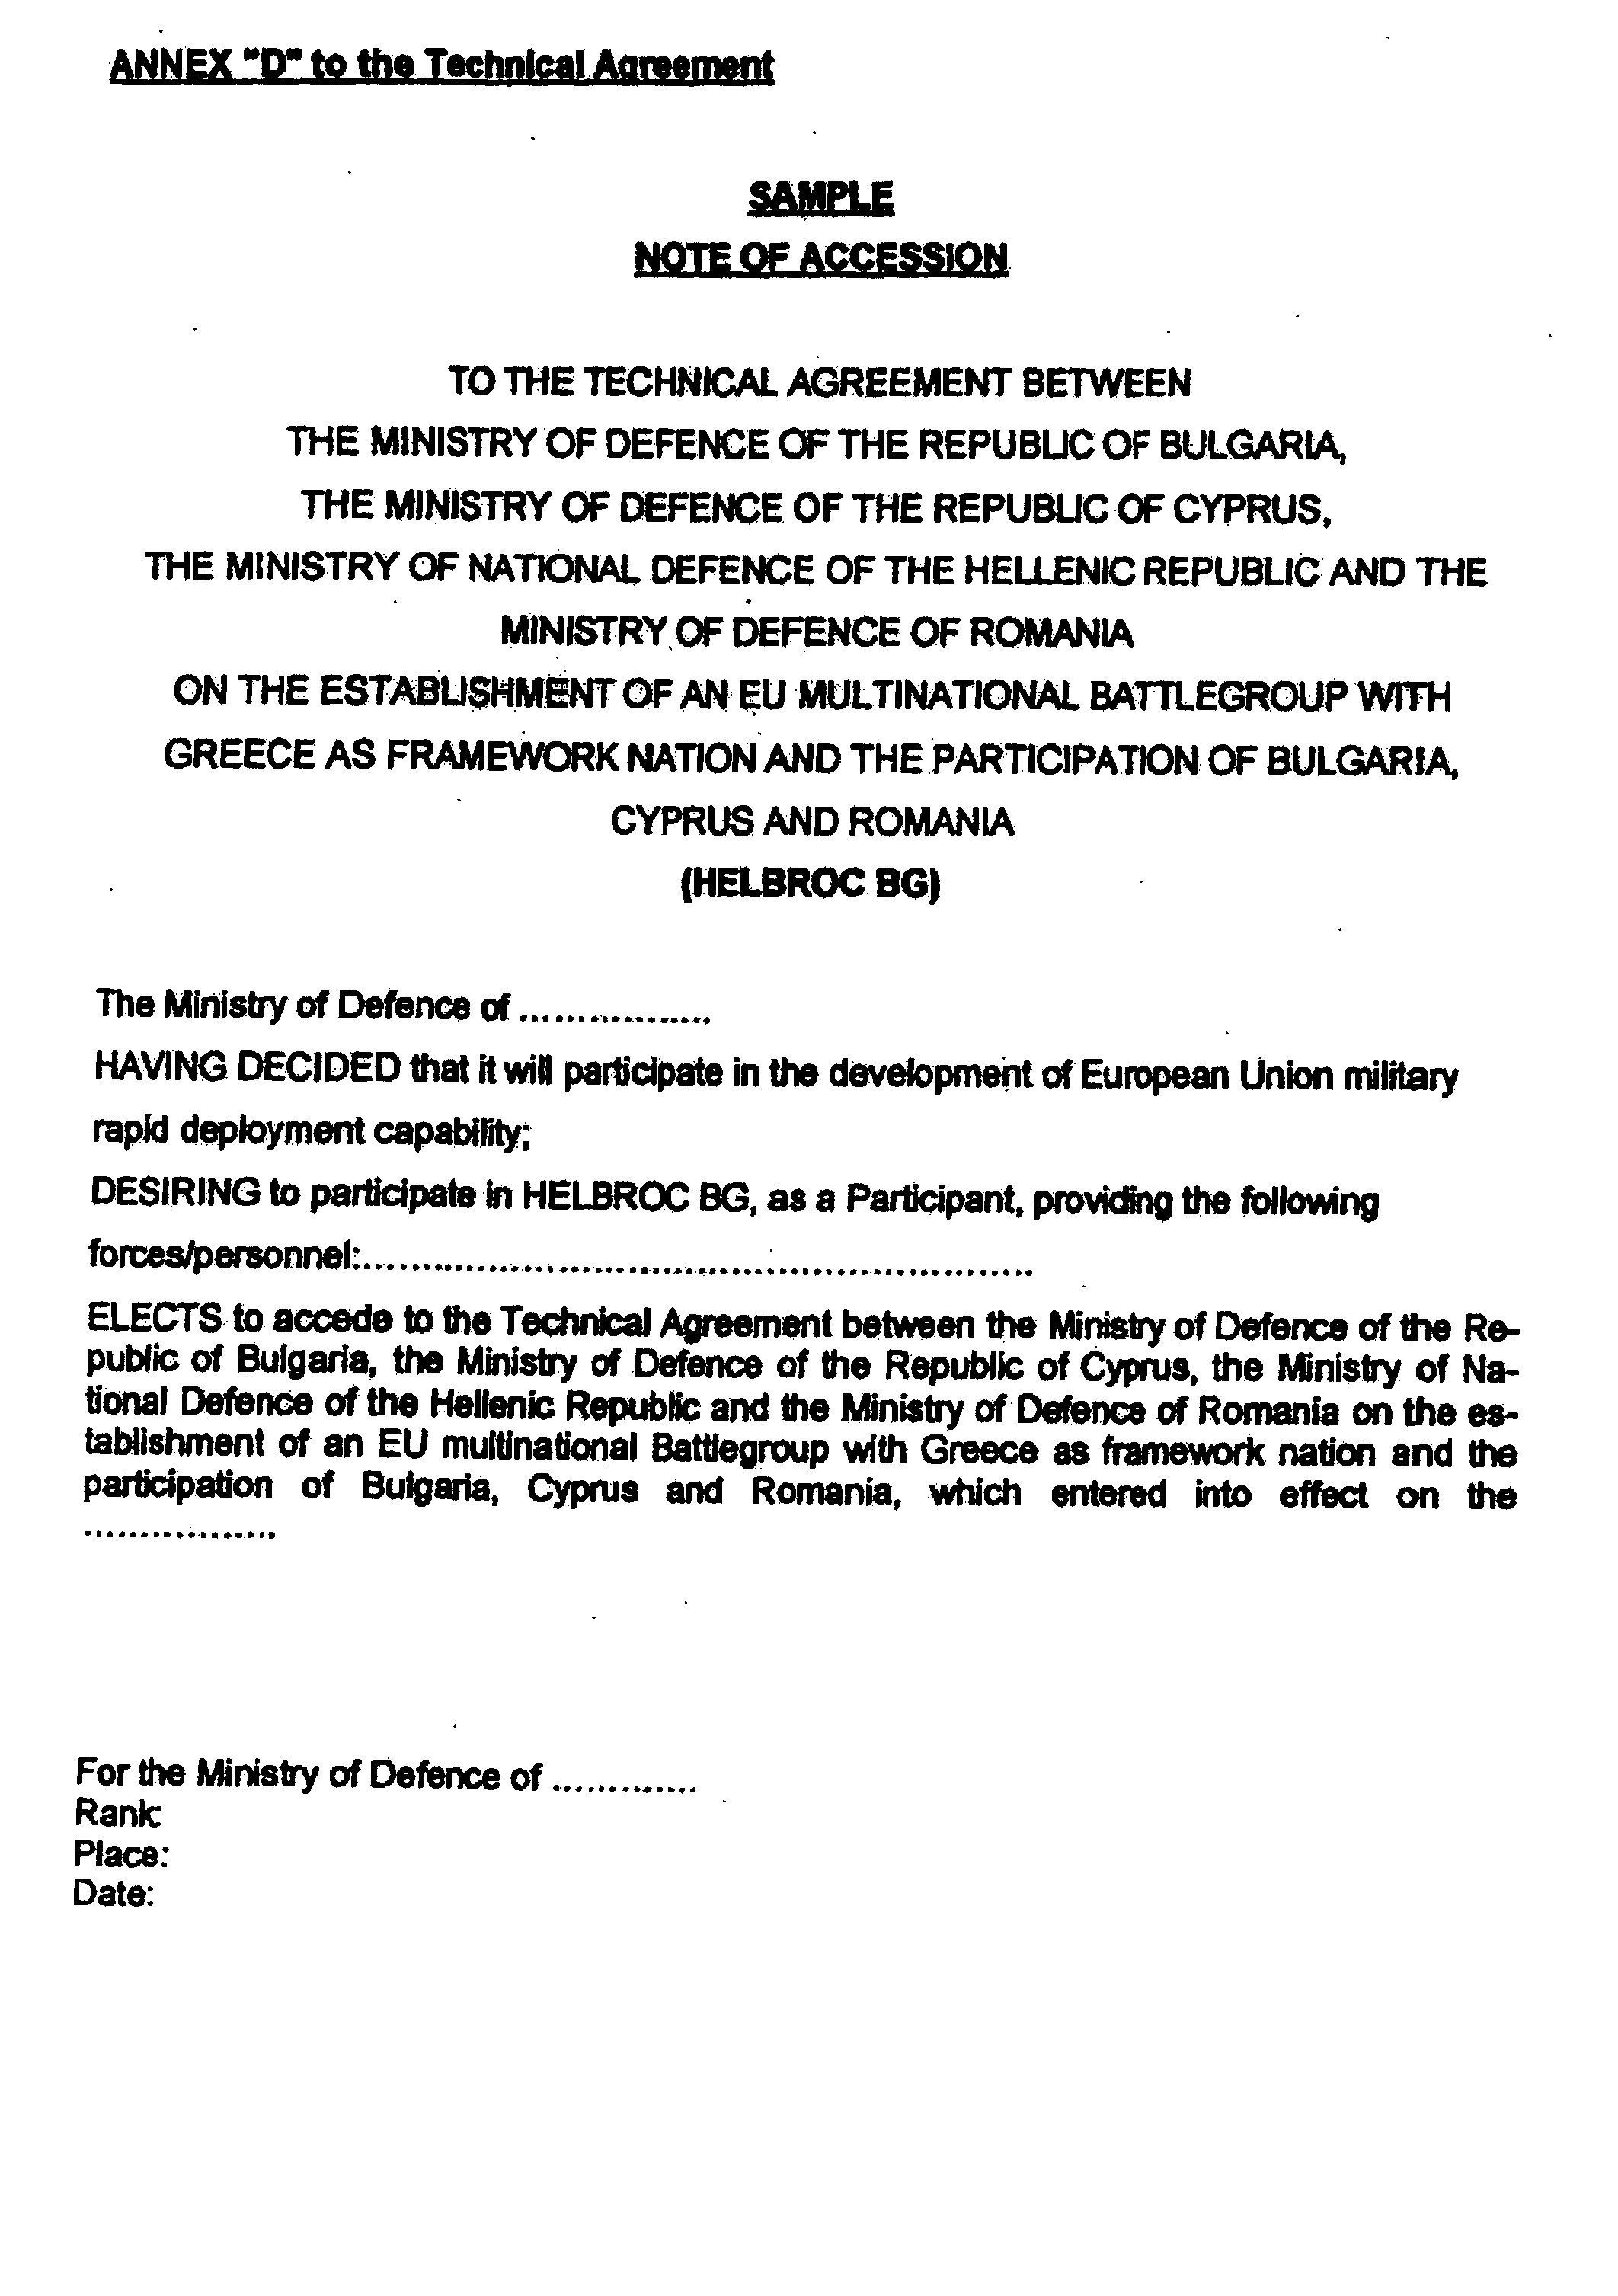 ANNEX "D" to the Technical Agreement
SAMPLE
NOTE OF ACCESSION
TO THE TECHNICAL AGREEMENT BETWEEN
THE MINISTRY OF DEFENCE OF THE REPUBLIC OF BULGARIA,
THE MINISTRY OF DEFENCE OF THE REPUBLIC OF CYPRUS,
THE MINISTRY OF NATIONAL DEFENCE OF THE HELLENIC REPUBLIC AND THE
MINISTRY OF DEFENCE OF ROMANIA
ON THE ESTABLISHMENT OF AN EU MULTINATIONAL BATTLEGROUP WITH
GREECE AS FRAMEWORK NATION AND THE PARTICIPATION OF BULGARIA,
CYPRUS AND ROMANIA
(HELBROC BG)
The Ministry of Defence of .................
HAVING DECIDED that it will participate in the development of European Union military
rapid deployment capability;
DESIRING to participate in HELBROC BG, as a Participant, providing the following
forces/personnel:..........................................................
ELECTS to accede to the Technical Agreement between the Ministry of Defence of the Re-
public of Bulgaria, the Ministry of Defence of the Republic of Cyprus, the Ministry of Na-
tional Defence of the Hellenic Republic and the Ministry of Defence of Romania on the es-
tablishment of an EU multinational Battlegroup with Greece as framework nation and the
participation of Bulgaria, Cyprus and Romania, which entered into effect on the
.................
For the Ministry of Defence of .............
Rank:
Place:
Date: